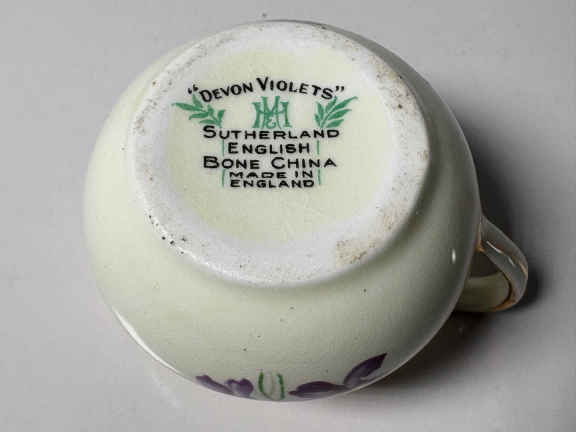 "DEVON VIOLETS"
H&M
SUTHERLAND
ENGLISH
BONE CHINA
MADE IN
ENGLAND